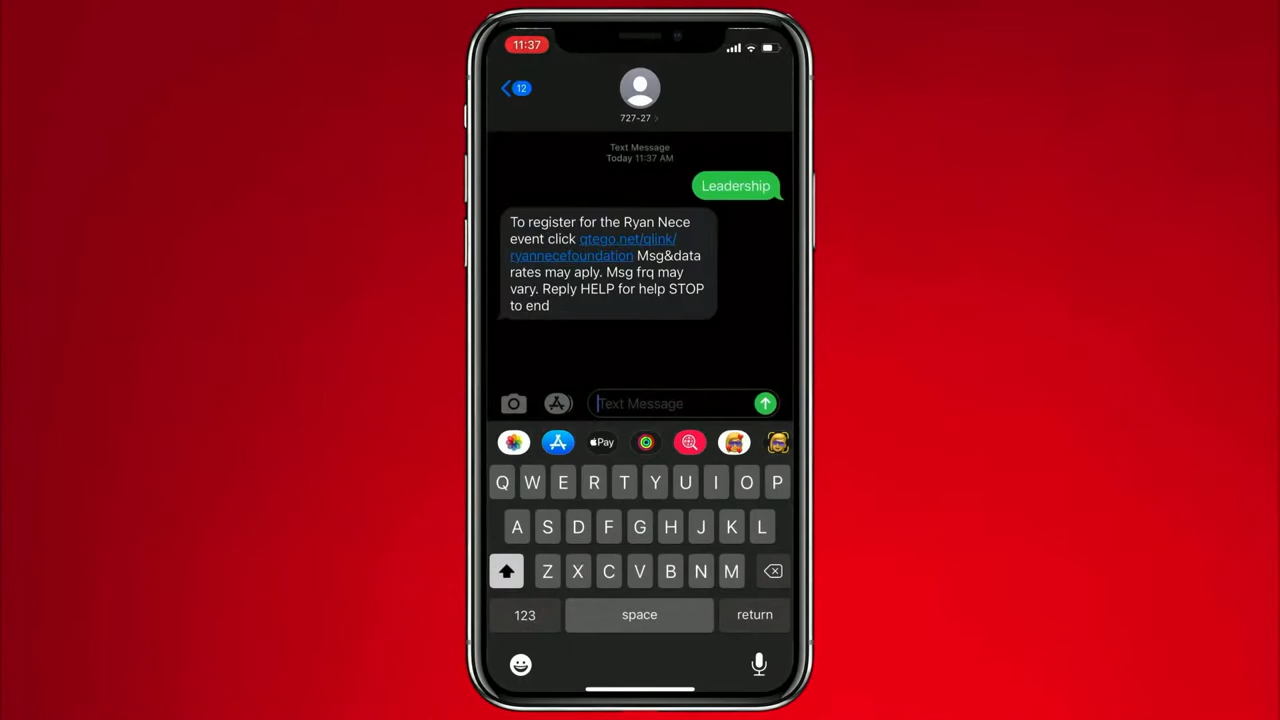 11:37
12
727-27
Text Message
Today 11:37 AM
Leadership
To register for the Ryan Nece
event click qtego.net/qlink/
ryannecefoundation Msg&data
rates may aply. Msg frq may
vary. Reply HELP for help STOP
to end
Text Message
Pay
Q W E R T Y U I O P
A S D F G H J K L
Z X C V B N M
123 space return